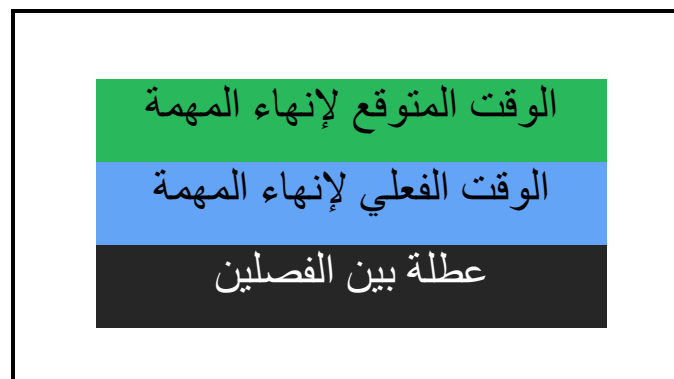 الوقت المتوقع لإنهاء المهمة
الوقت الفعلي لإنهاء المهمة
عطلة بين الفصلين